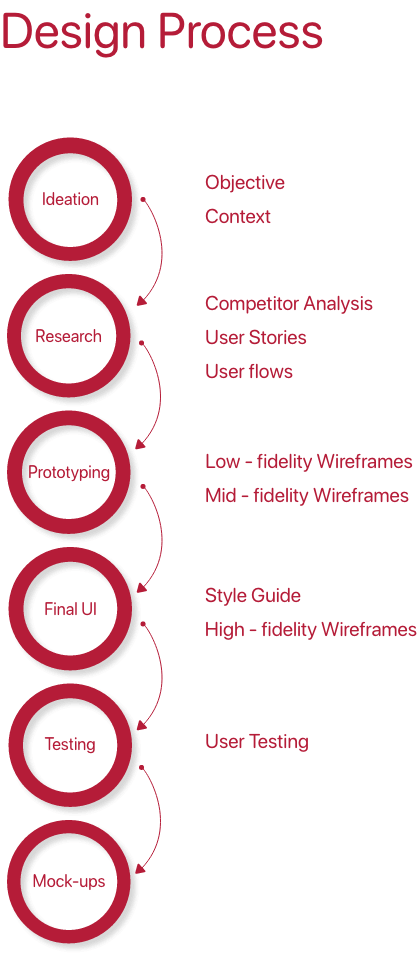 Design Process
Ideation
Objective
Context
Research
Competitor Analysis
User Stories
User flows
Prototyping
Low - fidelity Wireframes
Mid - fidelity Wireframes
Final UI
Style Guide
High - fidelity Wireframes
Testing
User Testing
Mock-ups